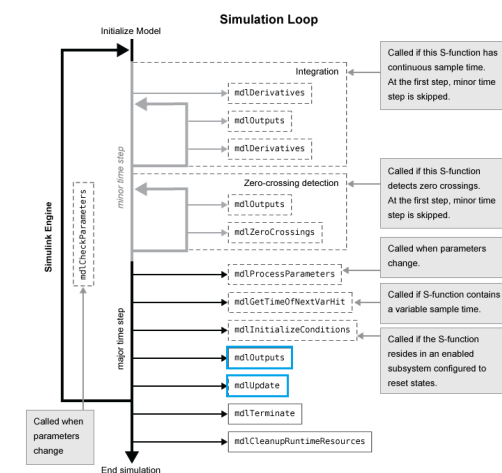 Simulation Loop
Initialize Model
Integration
mdlDerivatives
mdlOutputs
mdlDerivatives
minor time step
Called if this S-function has
continuous sample time.
At the first step, minor time
step is skipped.
Zero-crossing detection
mdlOutputs
mdlZeroCrossings
Called if this S-function
detects zero crossings.
At the first step, minor time
step is skipped.
Simulink Engine
mdlCheckParameters
major time step
mdlProcessParameters
Called when parameters
change.
mdlGetTimeOfNextVarHit
Called if S-function contains
a variable sample time.
mdlInitializeConditions
Called if the S-function
resides in an enabled
subsystem configured to
reset states.
mdlOutputs
mdlUpdate
mdlTerminate
mdlCleanupRuntimeResources
Called when
parameters
change
End simulation